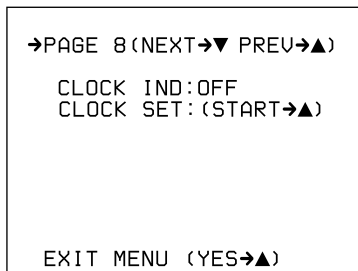 →PAGE 8(NEXT→▼ PREV→▲)
CLOCK IND:OFF
CLOCK SET:(START→▲)
EXIT MENU (YES→▲)